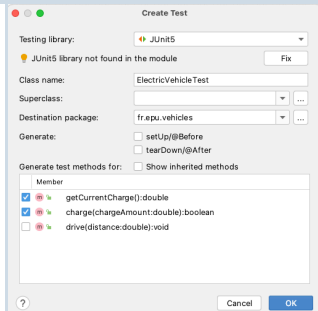 Create Test
Testing library: JUnit5
JUnit5 library not found in the module Fix
Class name: ElectricVehicleTest
Superclass: ...
Destination package: fr.epu.vehicles ...
Generate: setUp/@Before
tearDown/@After
Generate test methods for: Show inherited methods
Member
m getCurrentCharge():double
m charge(chargeAmount:double):boolean
m drive(distance:double):void
? Cancel OK